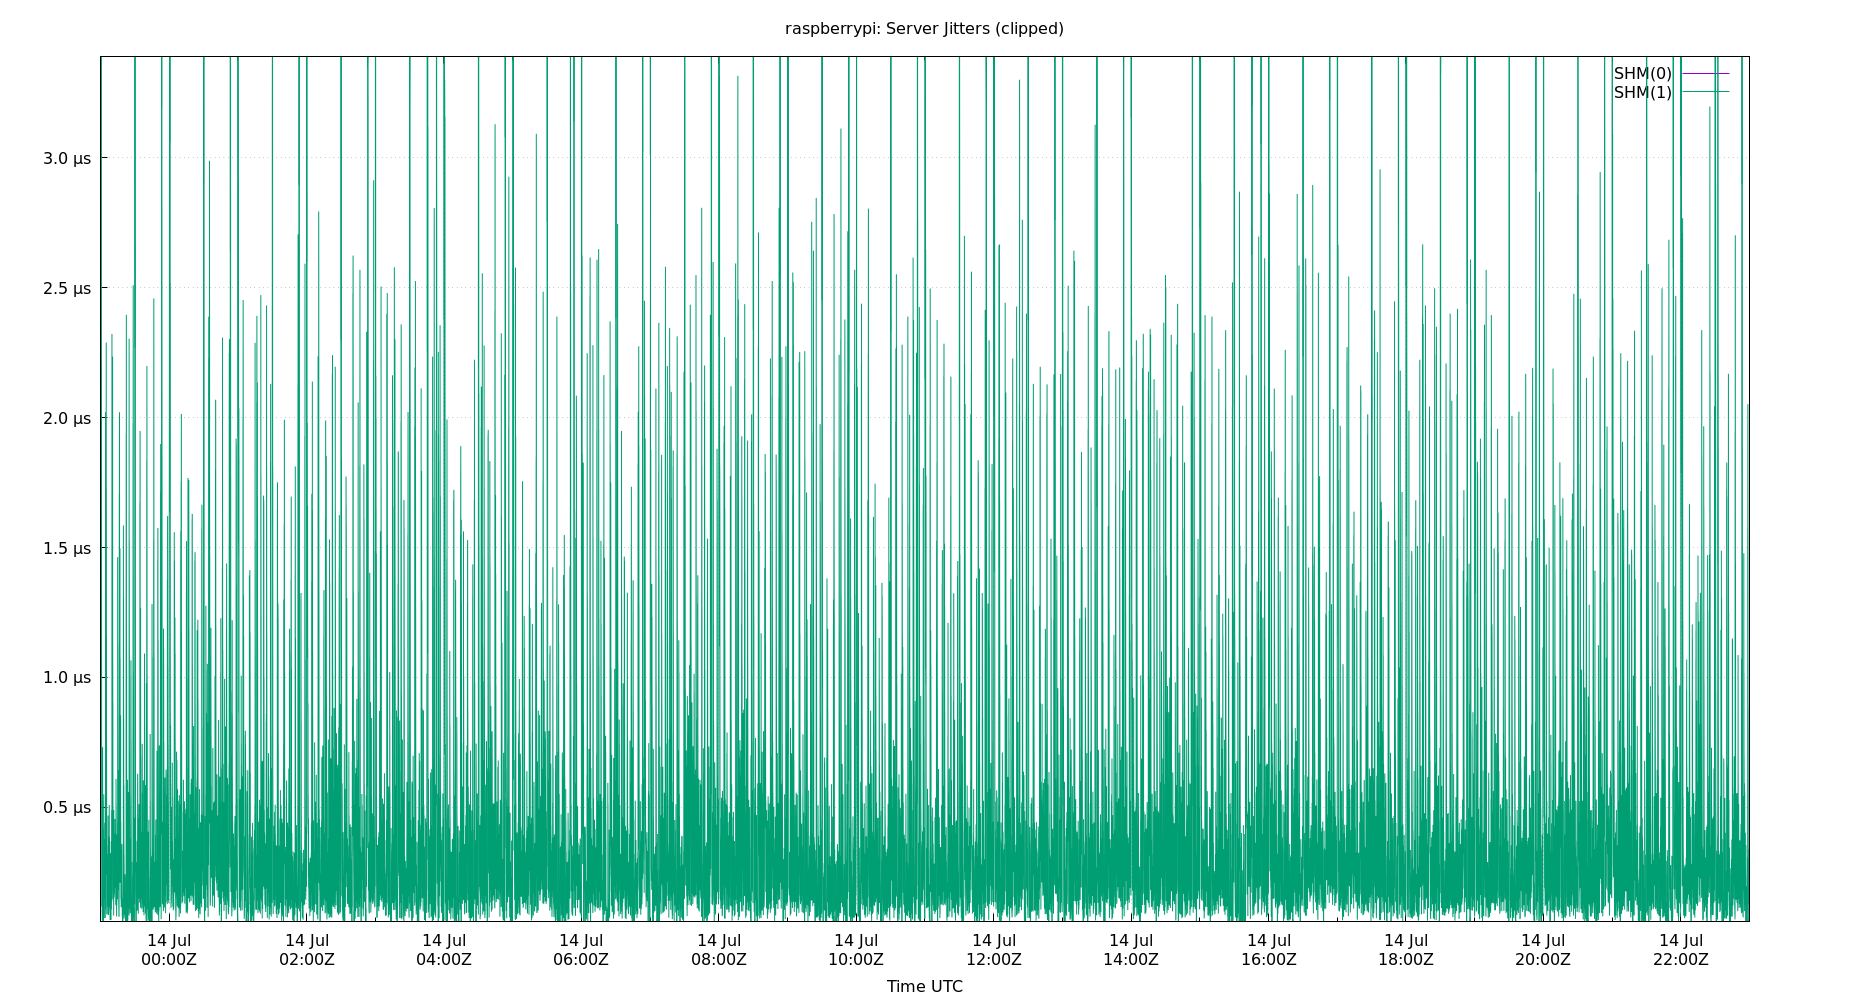 raspberrypi: Server Jitters (clipped)
SHM(0)
SHM(1)
3.0 µs
2.5 µs
2.0 µs
1.5 µs
1.0 µs
0.5 µs
14 Jul 14 Jul 14 Jul 14 Jul 14 Jul 14 Jul 14 Jul 14 Jul 14 Jul 14 Jul 14 Jul 14 Jul
00:00Z 02:00Z 04:00Z 06:00Z 08:00Z 10:00Z 12:00Z 14:00Z 16:00Z 18:00Z 20:00Z 22:00Z
Time UTC